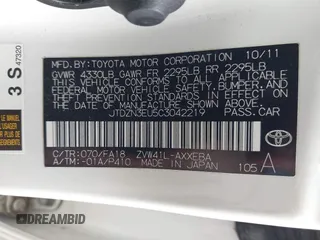 3 S 47320
MFD. BY: TOYOTA MOTOR CORPORATION 10/11
GVWR 4330LB GAWR FR 2295LB RR 2295LB
THIS VEHICLE CONFORMS TO ALL APPLICABLE
FEDERAL MOTOR VEHICLE SAFETY, BUMPER, AND
THEFT PREVENTION STANDARDS IN EFFECT ON
THE DATE OF MANUFACTURE SHOWN ABOVE.
JTDZN3EU5C3042219 PASS. CAR
C/TR: 070/FA18 ZVW41L-AXXEBA
A/TM: -01A/P410 MADE IN JAPAN
105 A
TOYOTA
DREAMBID